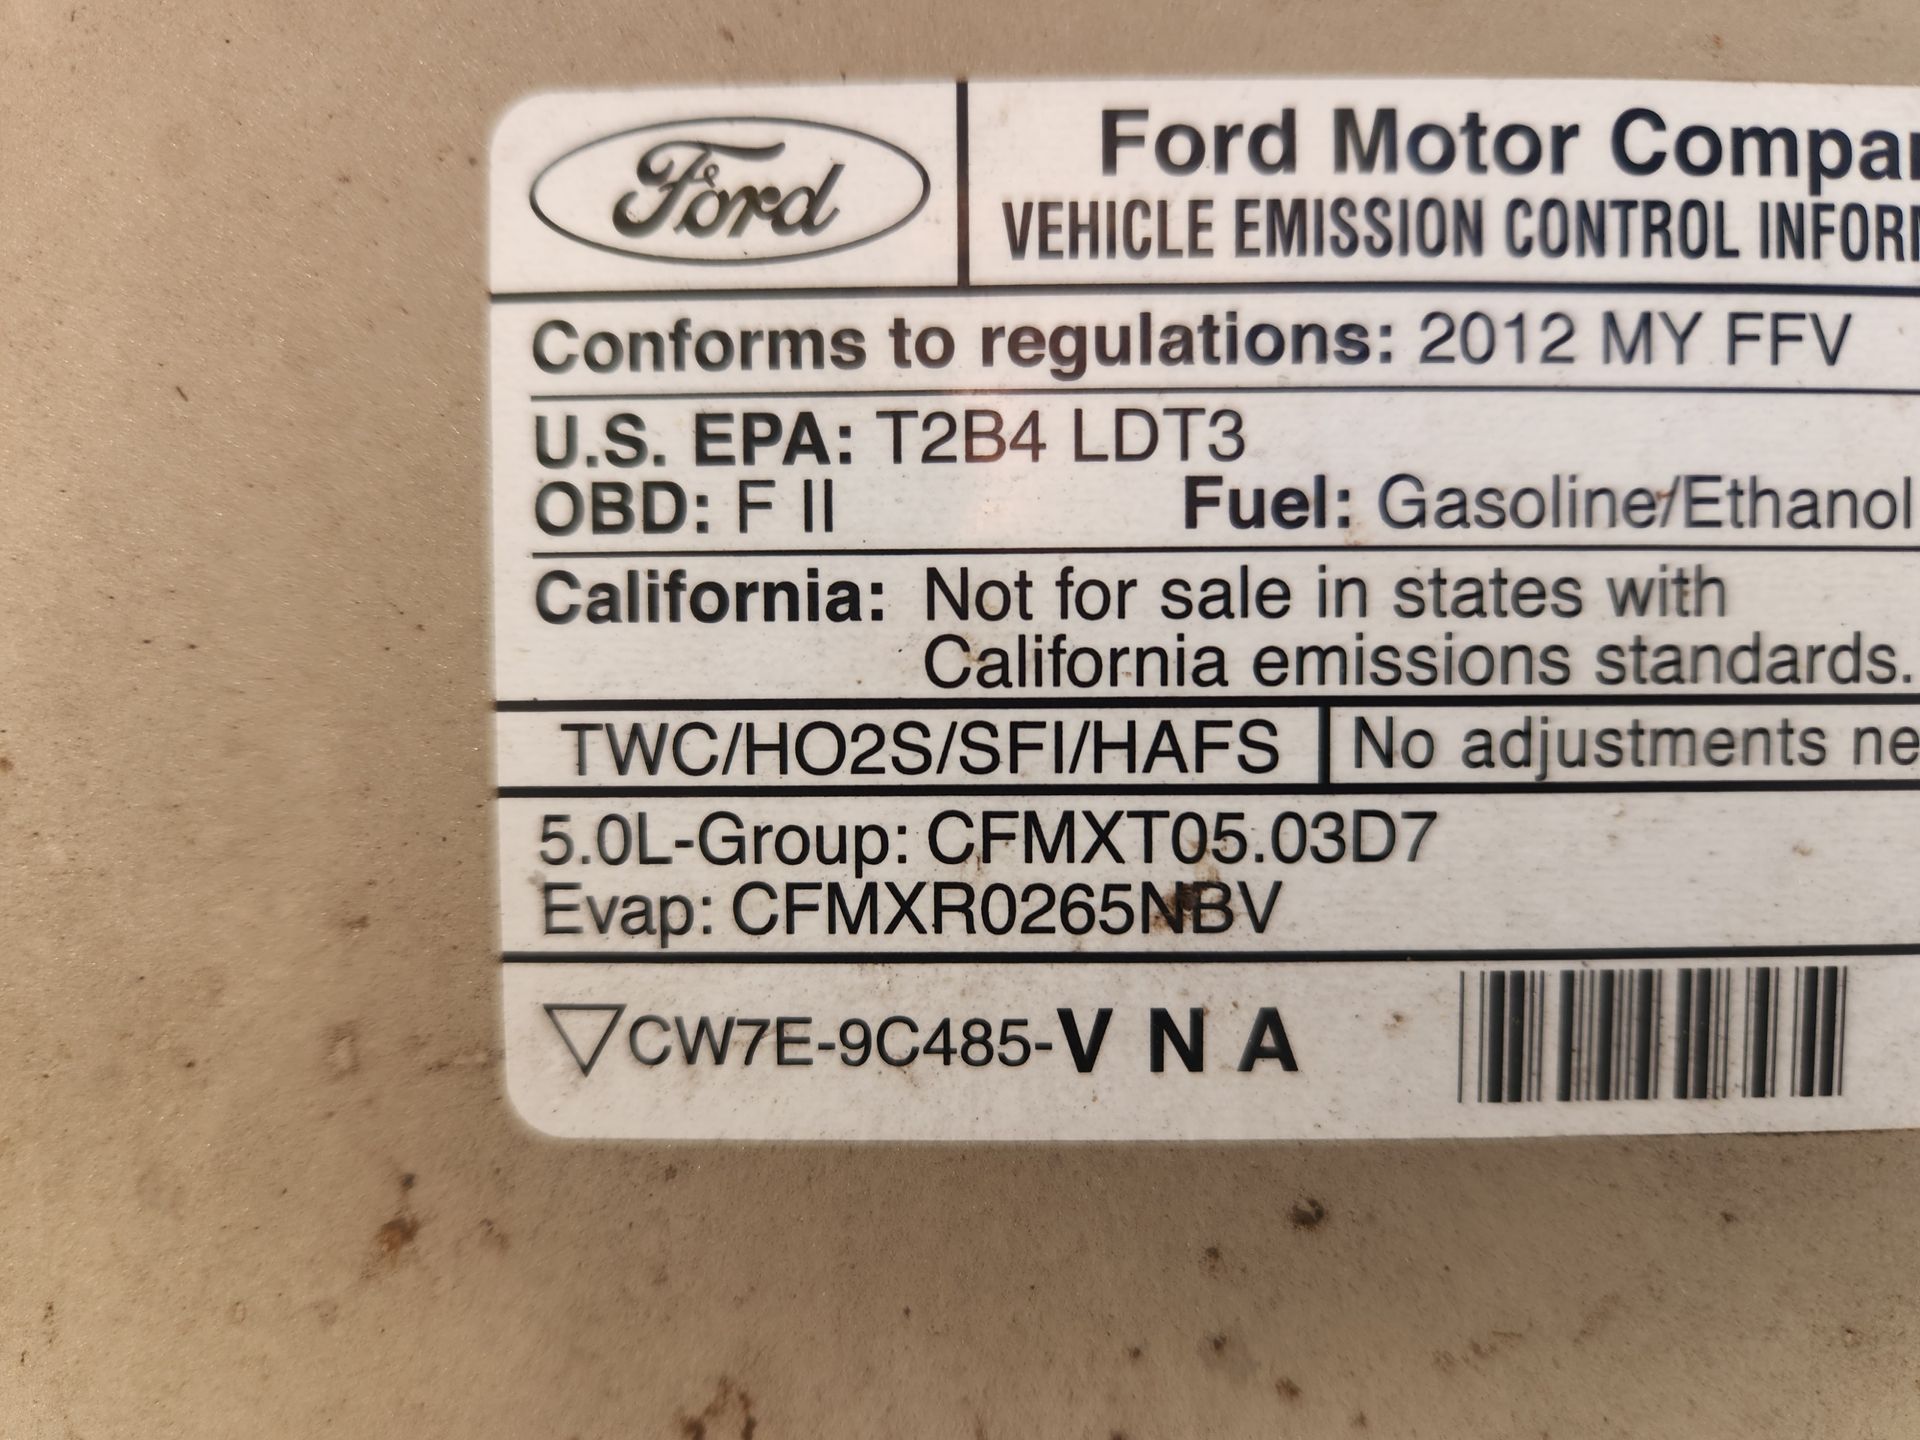 Ford
Ford Motor Compa
VEHICLE EMISSION CONTROL INFOR
Conforms to regulations: 2012 MY FFV
U.S. EPA: T2B4 LDT3
OBD: F II Fuel: Gasoline/Ethanol
California: Not for sale in states with
California emissions standards.
TWC/HO2S/SFI/HAFS No adjustments ne
5.0L-Group: CFMXT05.03D7
Evap: CFMXR0265NBV
CW7E-9C485-V N A